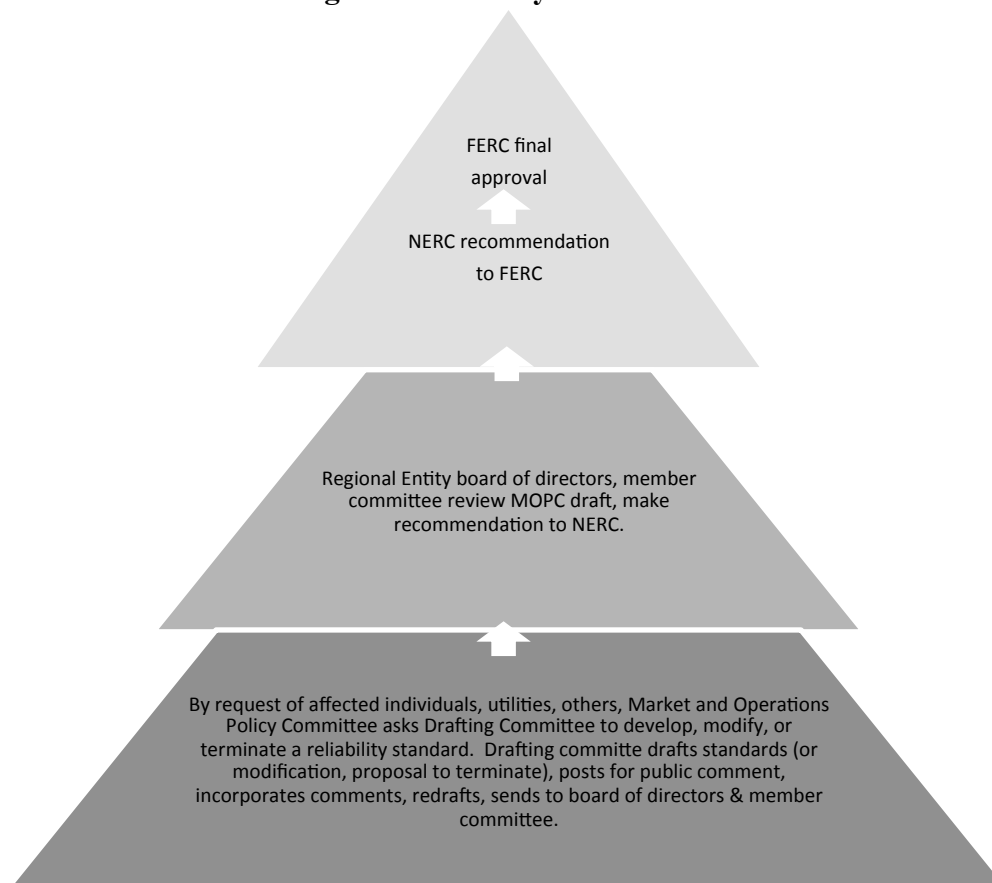 FERC final
approval
NERC recommendation
to FERC
Regional Entity board of directors, member
committee review MOPC draft, make
recommendation to NERC.
By request of affected individuals, utilities, others, Market and Operations
Policy Committee asks Drafting Committee to develop, modify, or
terminate a reliability standard. Drafting committe drafts standards (or
modification, proposal to terminate), posts for public comment,
incorporates comments, redrafts, sends to board of directors & member
committee.